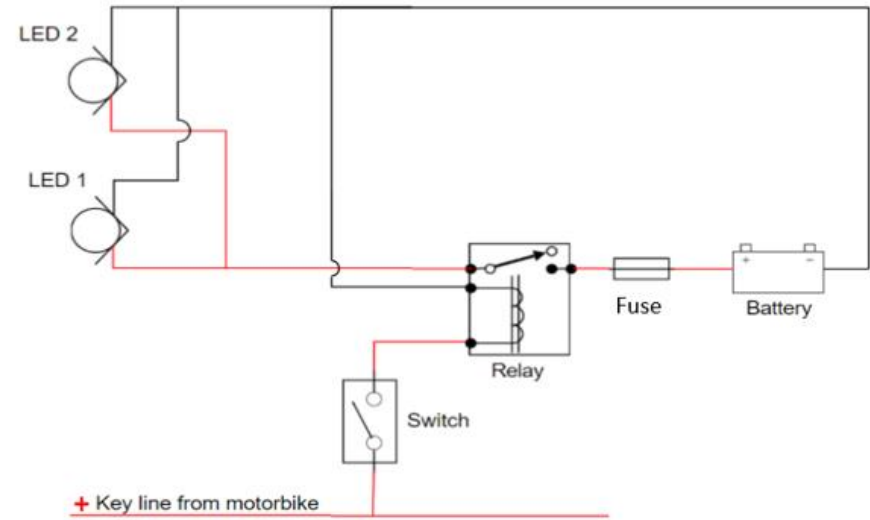 LED 2
LED 1
Relay
Fuse
+ -
Battery
Switch
+ Key line from motorbike